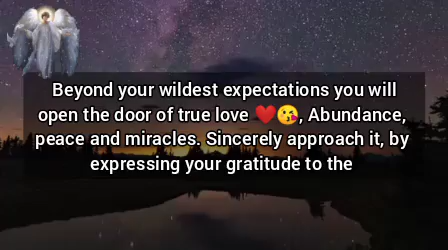 Beyond your wildest expectations you will
open the door of true love ❤️😘, Abundance,
peace and miracles. Sincerely approach it, by
expressing your gratitude to the